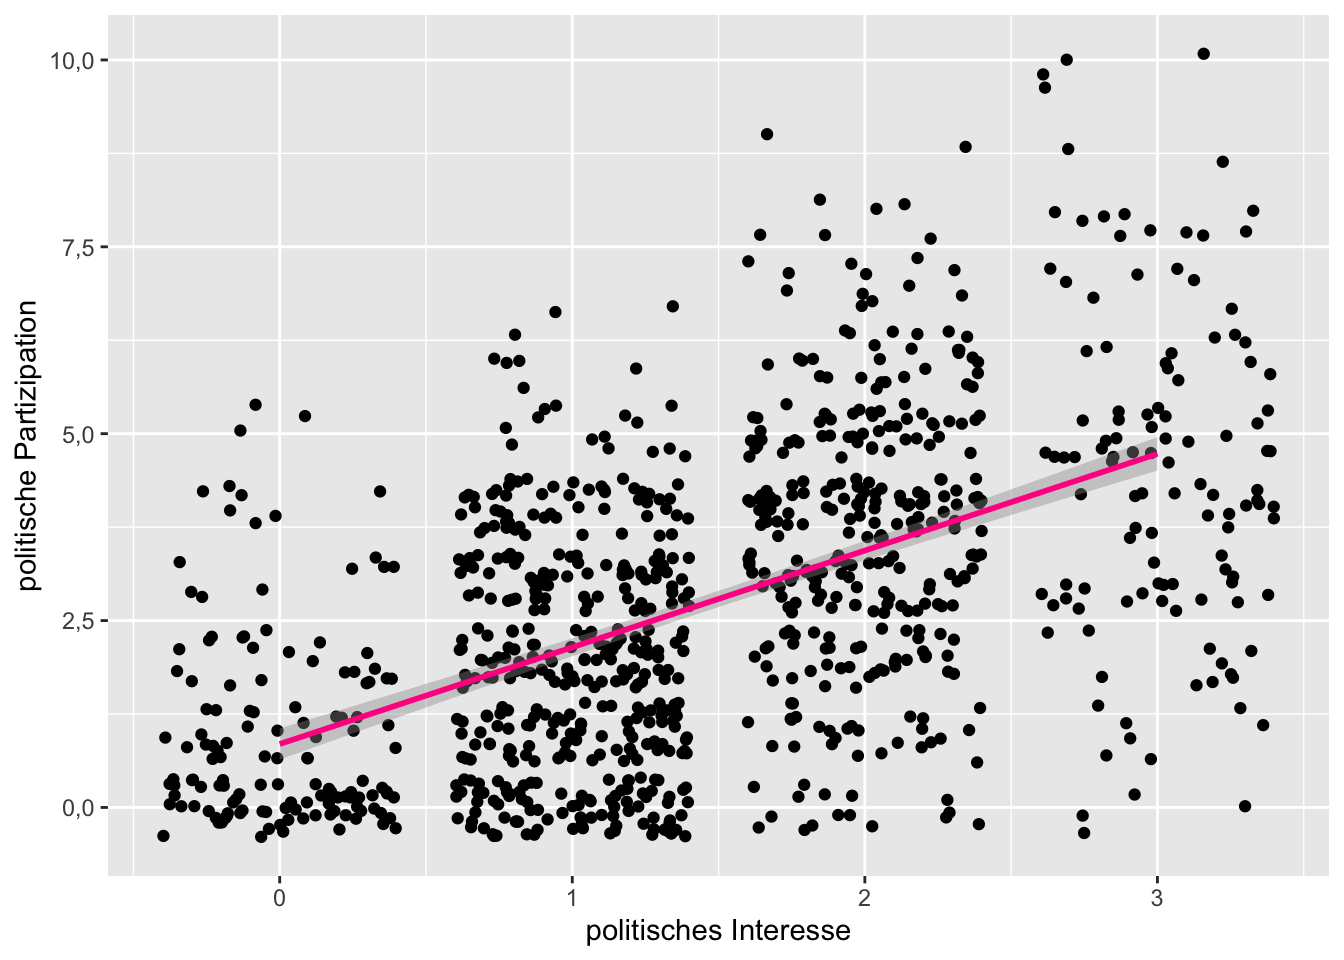 politische Partizipation
10,0
7,5
5,0
2,5
0,0
0 1 2 3
politisches Interesse